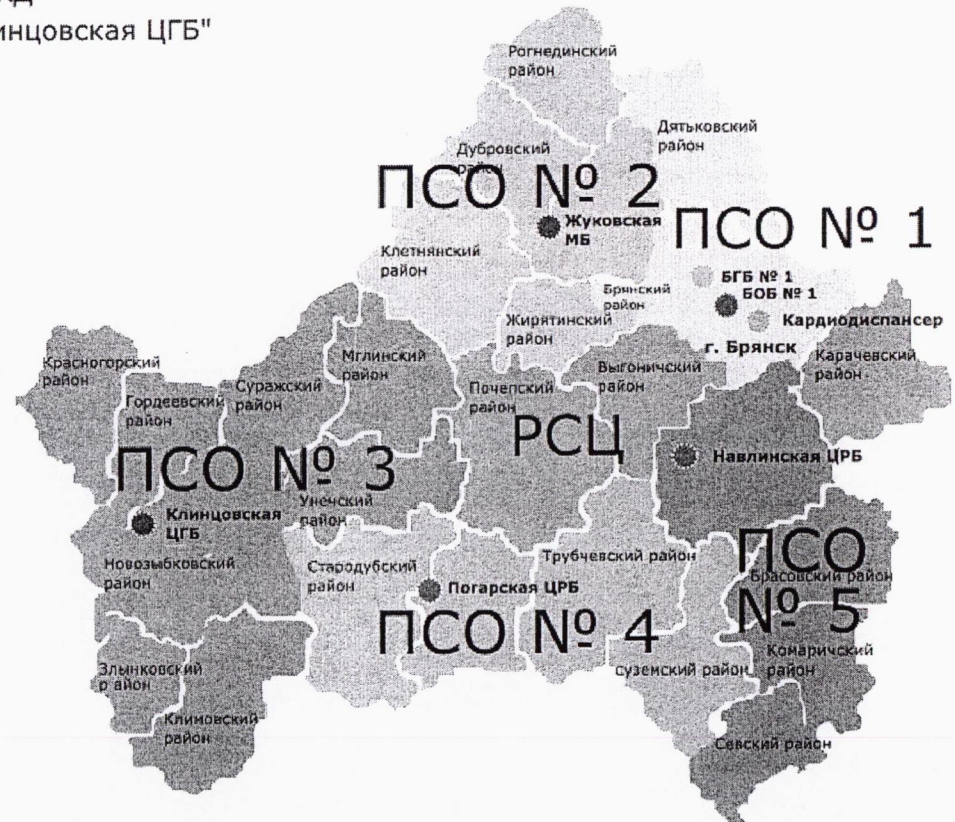 инцовская ЦГБ"
Рогнединский
район
Дятьковский
район
Дубровский
район
ПСО № 2
Жуковская
МБ
ПСО № 1
Клетнянский
район
БГБ № 1
БОБ № 1
Брянский
район
Кардиодиспансер
Жирятинский
район
г. Брянск
Карачевский
район
Красногорский
район
Мглинский
район
Выгоничский
район
Суражский
район
Почепский
район
Гордеевский
район
РСЦ
ПСО № 3
Навлинская ЦРБ
Унечский
район
Клинцовская
ЦГБ
Новозыбковский
район
Стародубский
район
Трубчевский район
ПСО
№ 5
Брасовский район
Погарская ЦРБ
ПСО № 4
Комаричский
район
суземский район
Злынковский
р айон
Климовский
район
Севский район